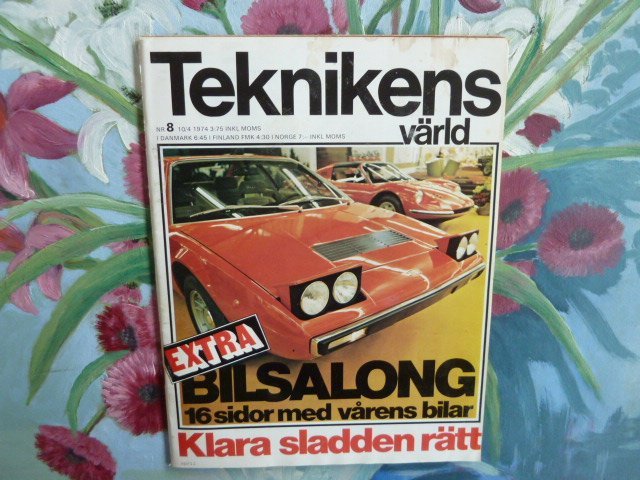 Teknikens
värld
NR 8 10/4 1974 3:75 INKL MOMS
I DANMARK 6:45 I FINLAND FMK 4:30 I NORGE 7:- INKL MOMS
EXTRA
BILSALONG
16 sidor med vårens bilar
Klara sladden rätt